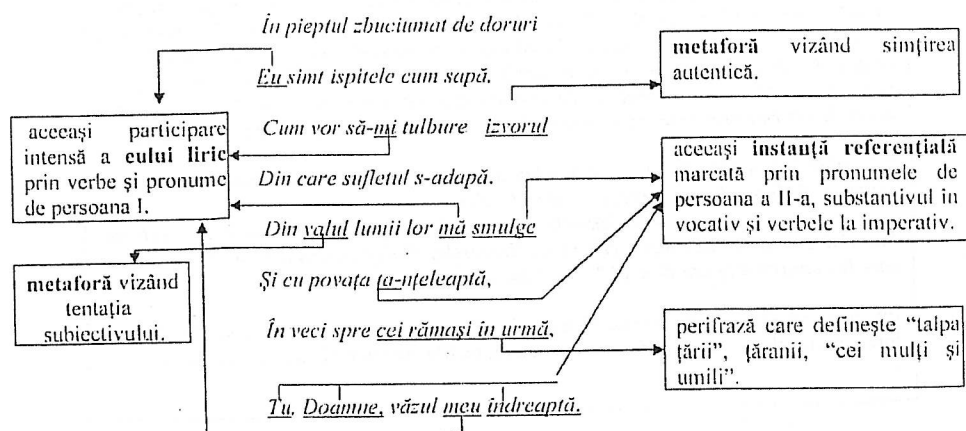 În pieptul zbuciumat de doruri
Eu simt ispitele cum sapă.
Cum vor să-mi tulbure izvorul
Din care sufletul s-adapă.
Din valul lumii lor mă smulge
Și cu povața ta-nțeleaptă,
În veci spre cei rămași în urmă,
Tu, Doamne, văzul meu îndreaptă.
aceeași participare
intensă a eului liric
prin verbe și pronume
de persoana I.
metaforă vizând
tentația
subiectivului.
metaforă vizând simțirea
autentică.
aceeași instanță referențială
marcată prin pronumele de
persoana a II-a, substantivul în
vocativ și verbele la imperativ.
perifrază care definește “talpa
țării”, țăranii, “cei mulți și
umili”.